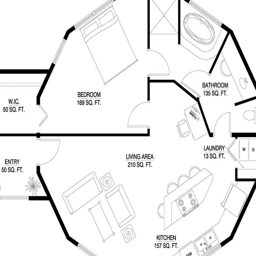 BEDROOM
169 SQ. FT.
BATHROOM
135 SQ. FT.
W.I.C.
50 SQ. FT.
LAUNDRY
13 SQ. FT.
W D
ENTRY
50 SQ. FT.
LIVING AREA
210 SQ. FT.
KITCHEN
157 SQ. FT.